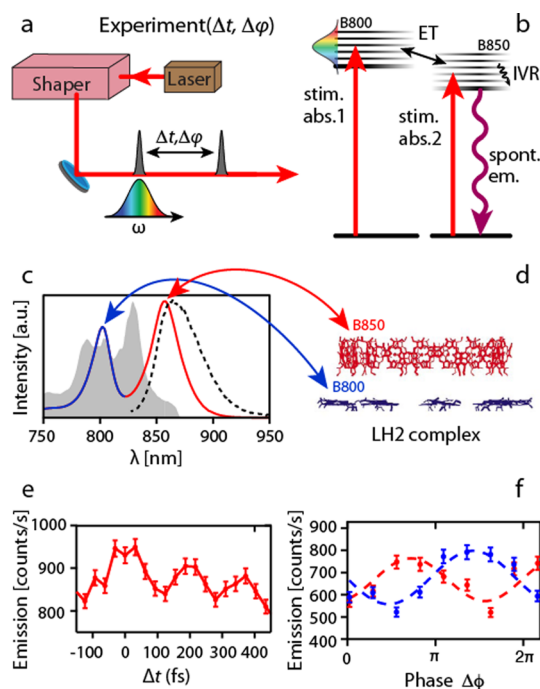 a
Experiment(Δt, Δφ)
Shaper
Laser
Δt,Δφ
ω
b
B800
ET
B850
IVR
stim.
abs.1
stim.
abs.2
spont.
em.
c
Intensity [a.u.]
750 800 850 900 950
λ [nm]
d
B850
B800
LH2 complex
e
Emission [counts/s]
1000
900
800
-100 0 100 200 300 400
Δt (fs)
f
Emission [counts/s]
900
800
700
600
500
400
0 π 2π
Phase Δϕ